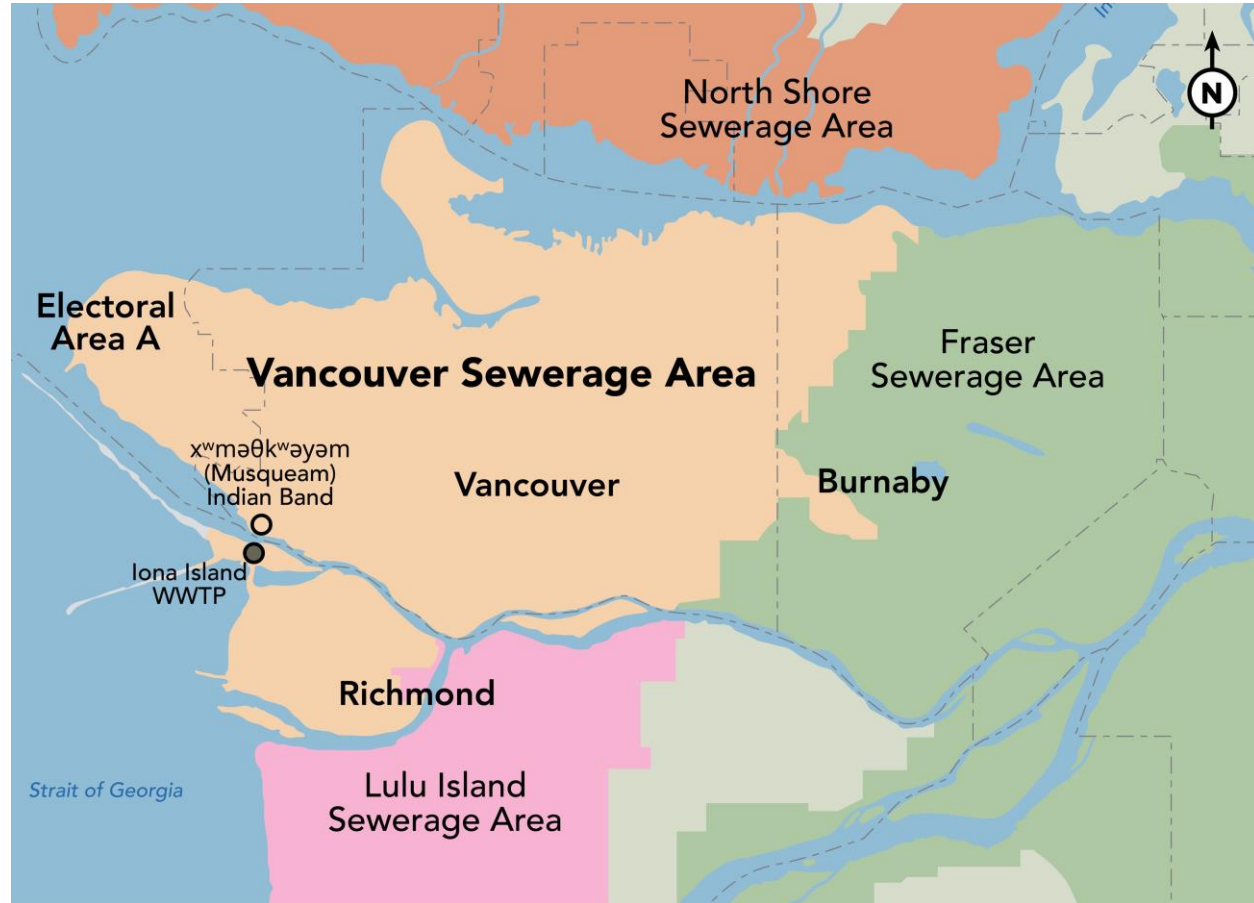 In
N
North Shore
Sewerage Area
Electoral
Area A
Vancouver Sewerage Area
Fraser
Sewerage Area
xʷməθkʷəy̓əm
(Musqueam)
Indian Band
Vancouver
Burnaby
Iona Island
WWTP
Richmond
Strait of Georgia
Lulu Island
Sewerage Area